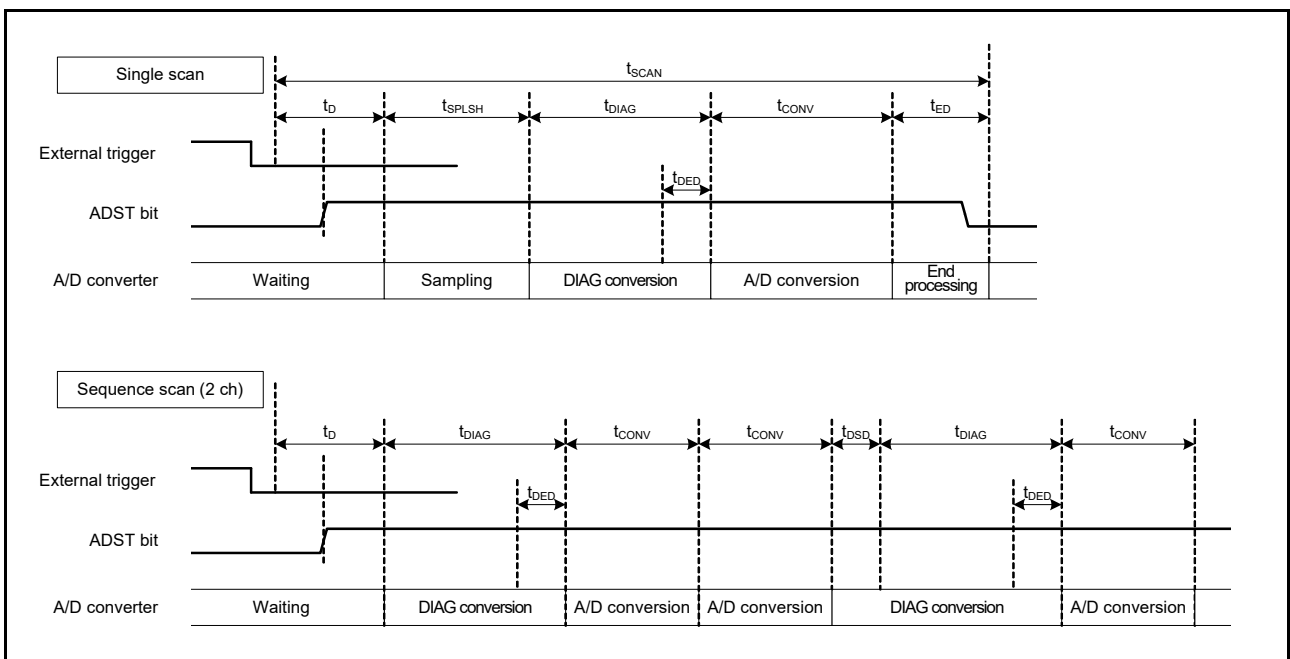 Single scan
tSCAN
tD tSPLSH tDIAG tCONV tED
External trigger
tDED
ADST bit
A/D converter Waiting Sampling DIAG conversion A/D conversion End processing
Sequence scan (2 ch)
tD tDIAG tCONV tCONV tDSD tDIAG tCONV
External trigger
tDED tDED
ADST bit
A/D converter Waiting DIAG conversion A/D conversion A/D conversion DIAG conversion A/D conversion